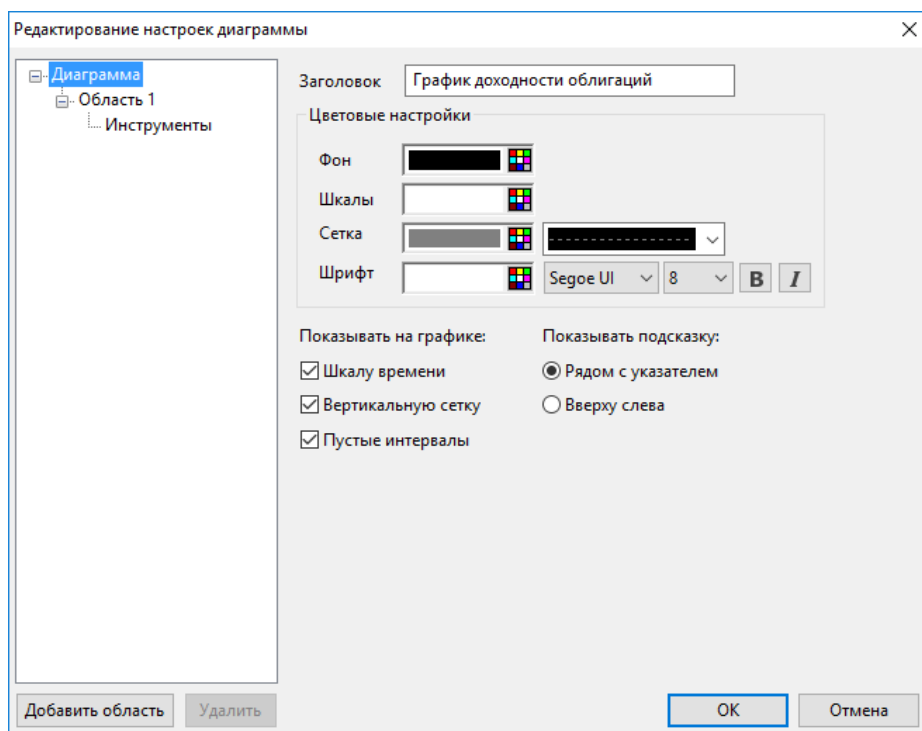 Редактирование настроек диаграммы
Диаграмма
Область 1
Инструменты
Заголовок График доходности облигаций
Цветовые настройки
Фон
Шкалы
Сетка
Шрифт Segoe UI 8 B I
Показывать на графике: Показывать подсказку:
Шкалу времени Рядом с указателем
Вертикальную сетку Вверху слева
Пустые интервалы
Добавить область Удалить OK Отмена